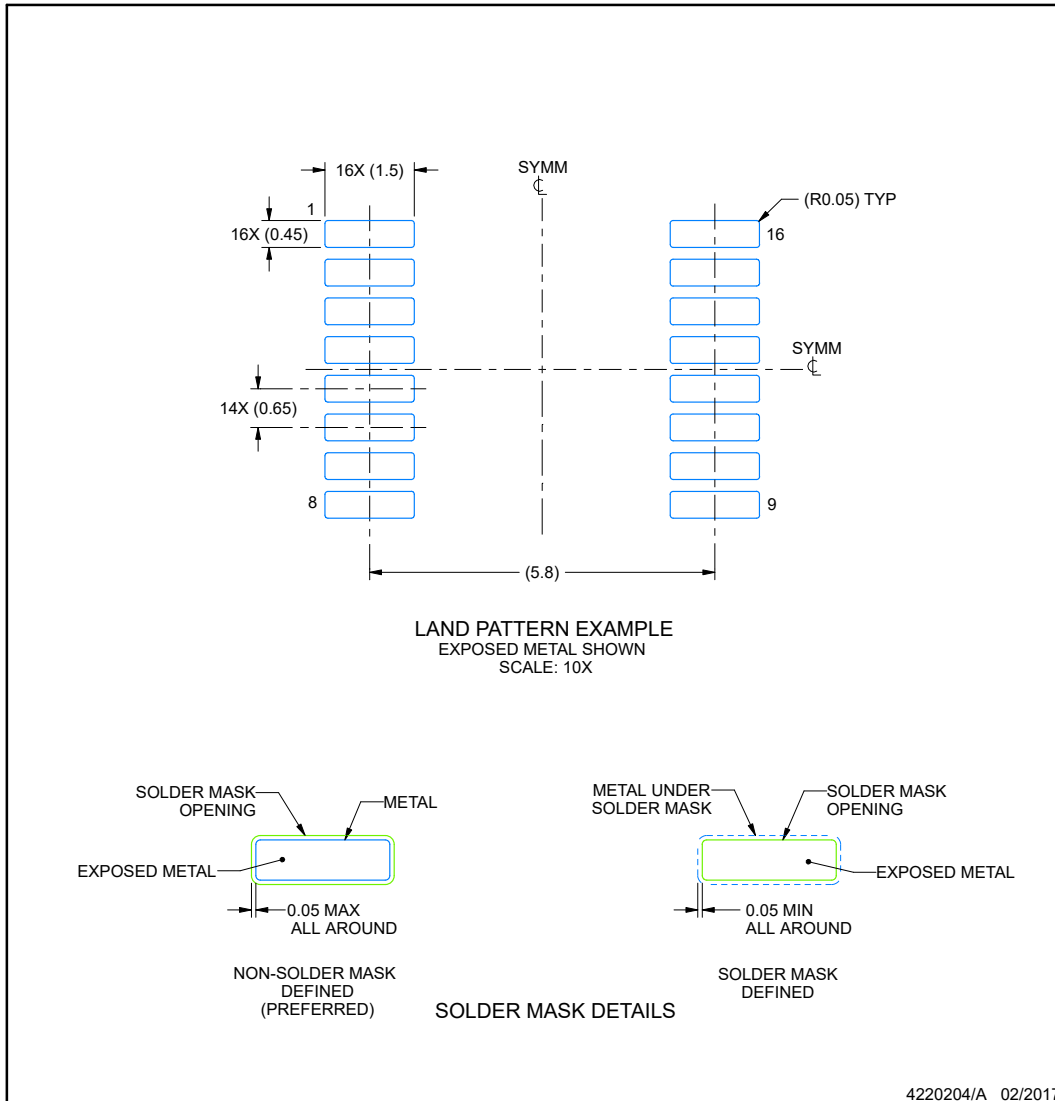 SYMM
℄
16X (1.5)
(R0.05) TYP
1
16X (0.45)
16
SYMM
℄
14X (0.65)
8
9
(5.8)
LAND PATTERN EXAMPLE
EXPOSED METAL SHOWN
SCALE: 10X
SOLDER MASK
OPENING
METAL
EXPOSED METAL
0.05 MAX
ALL AROUND
NON-SOLDER MASK
DEFINED
(PREFERRED)
METAL UNDER
SOLDER MASK
SOLDER MASK
OPENING
EXPOSED METAL
0.05 MIN
ALL AROUND
SOLDER MASK
DEFINED
SOLDER MASK DETAILS
4220204/A 02/2017